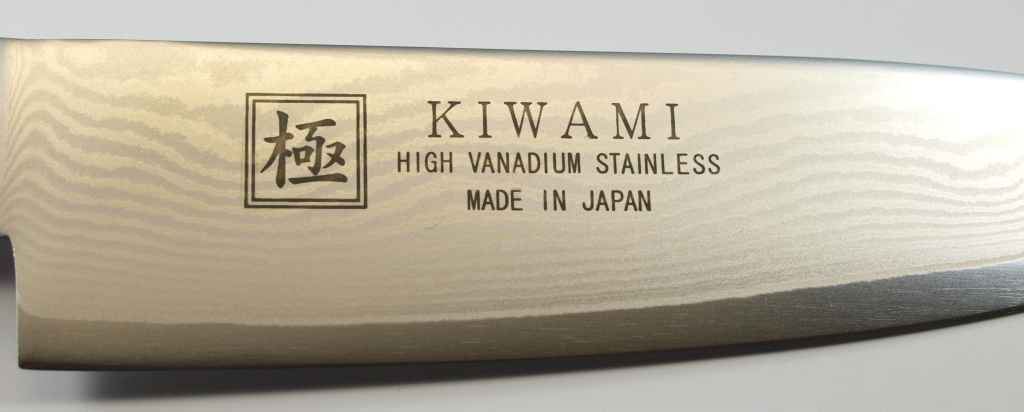 極
KIWAMI
HIGH VANADIUM STAINLESS
MADE IN JAPAN